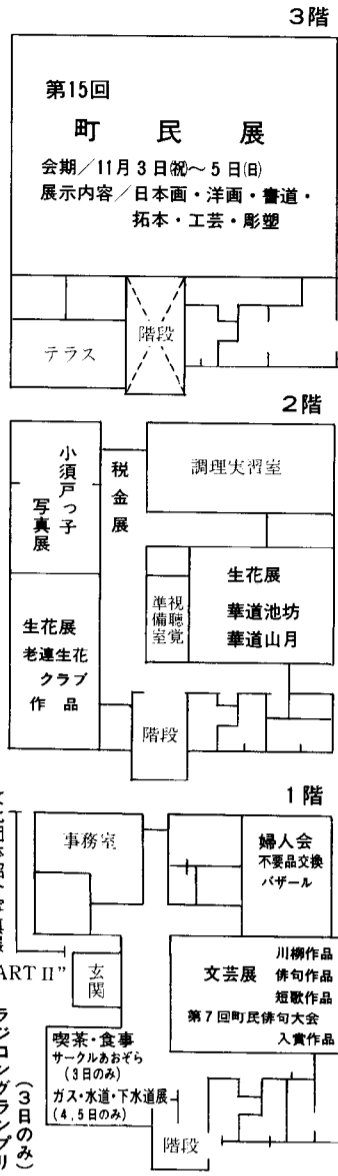 3階
第15回
町民展
会期／11月3日㈷～5日㈰
展示内容／日本画・洋画・書道・
拓本・工芸・彫塑
階段
テラス
2階
小須戸っ子
写真展
税金展
調理実習室
生花展
華道池坊
華道山月
視聴覚
準備室
生花展
老連生花
クラブ
作品
階段
1階
事務室
婦人会
不要品交換
バザール
玄関
文芸展
川柳作品
俳句作品
短歌作品
第7回町民俳句大会
入賞作品
ART II”
喫茶・食事
サークルあおぞら
（3日のみ）
ガス・水道・下水道展
（4，5日のみ）
階段
ラジコングランプリ
（3日のみ）